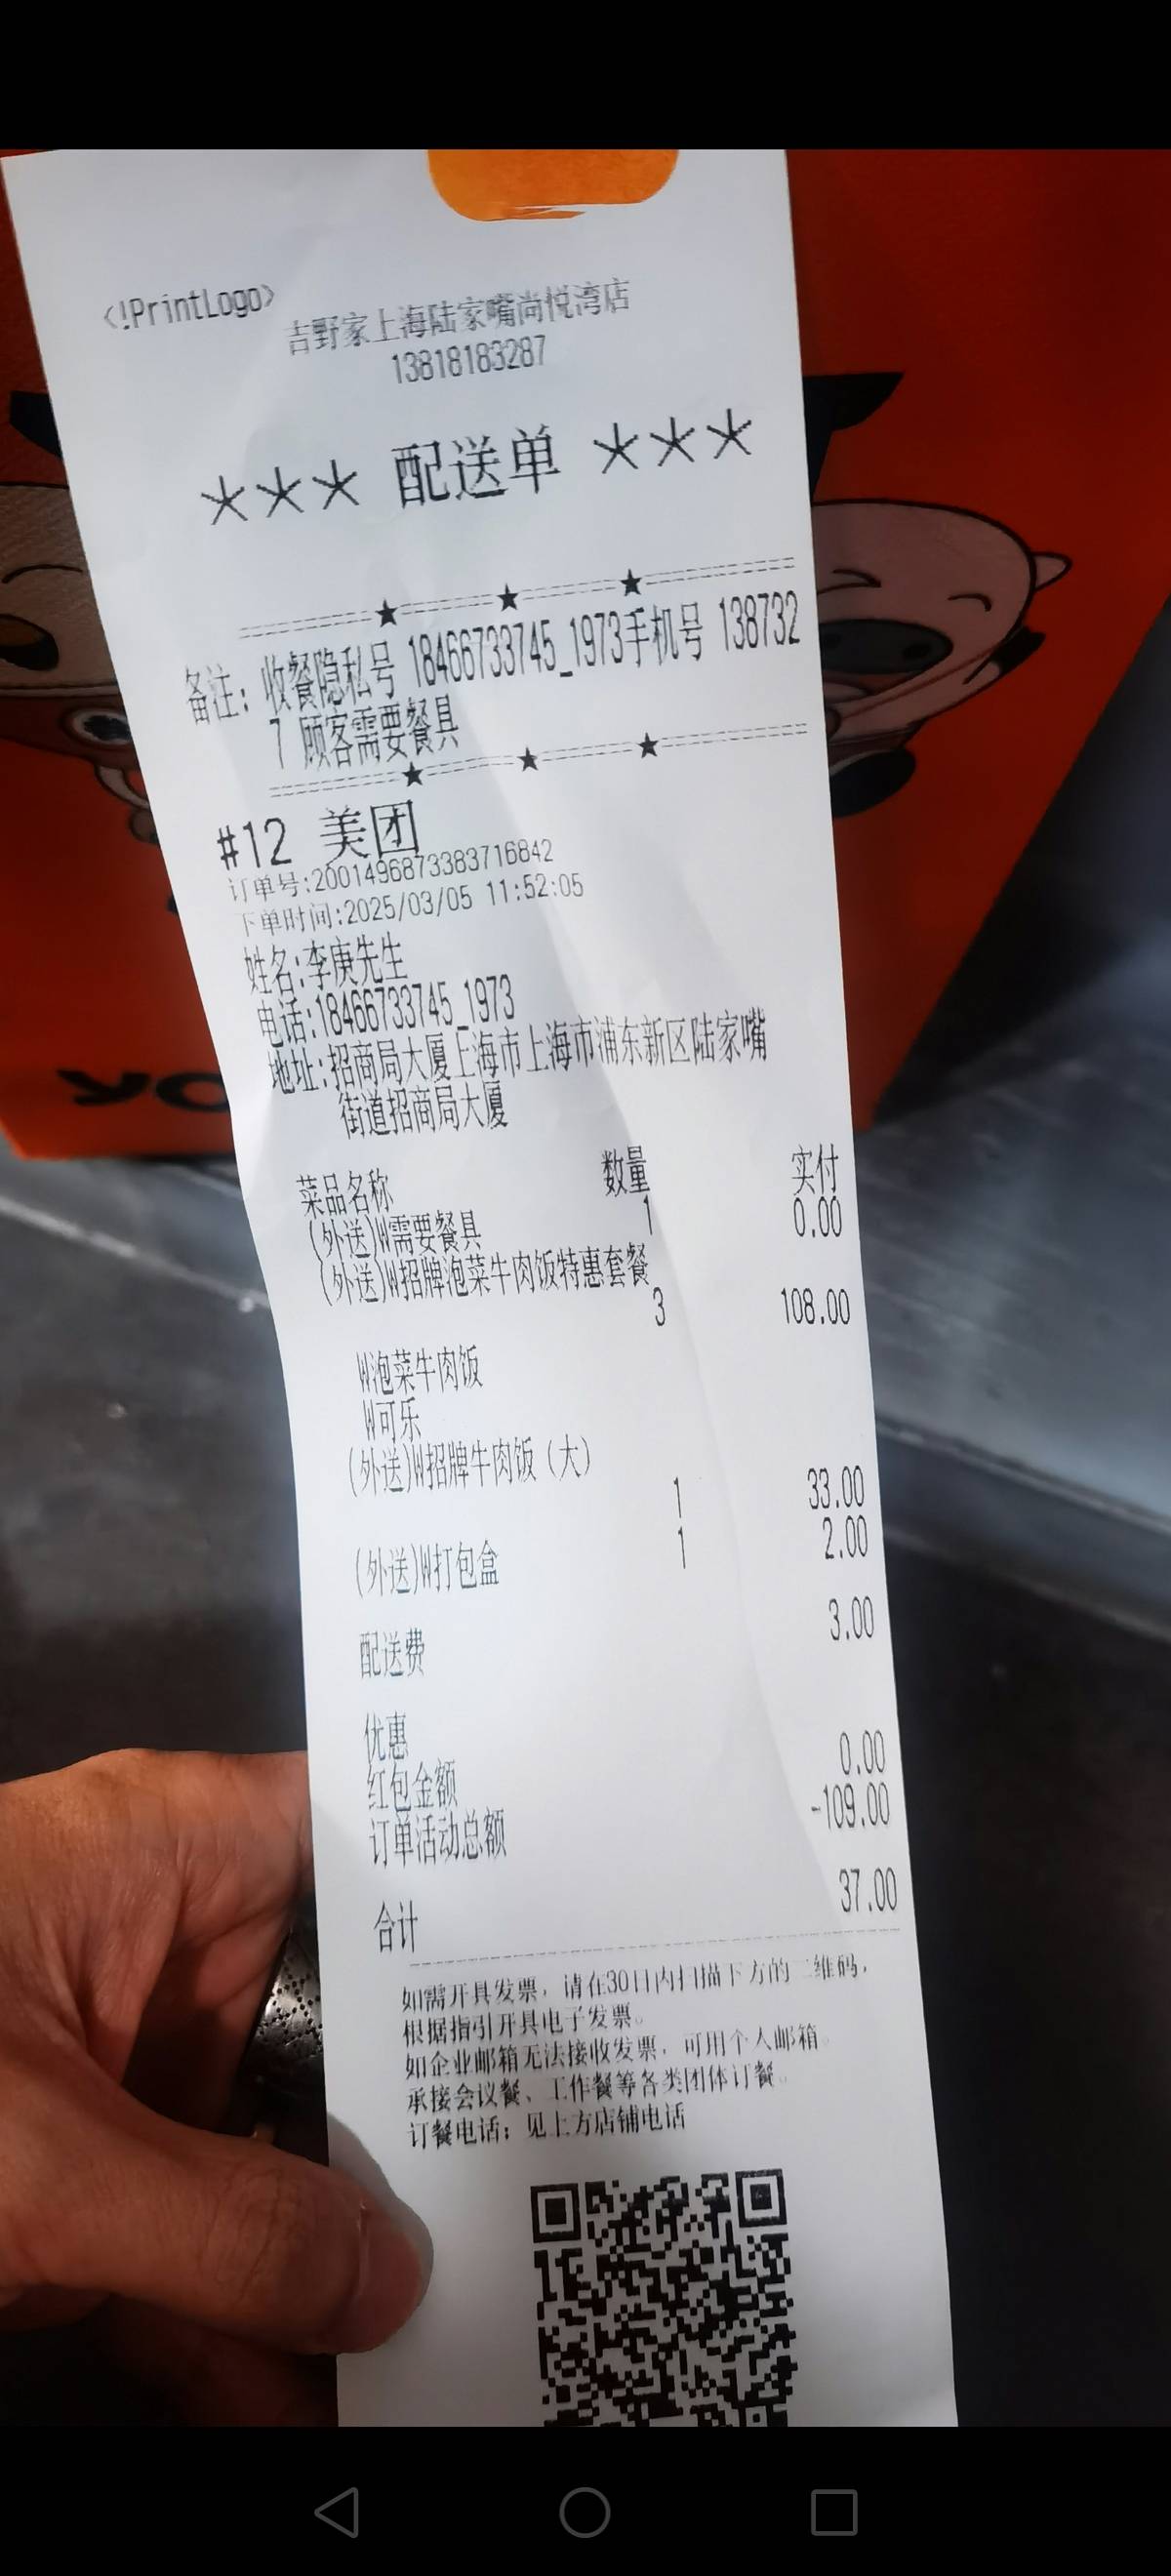 <!PrintLogo>
吉野家上海陆家嘴尚悦湾店
13818183287
*** 配送单 ***
备注: 收餐隐私号 18466733745_1973手机号 138732
7 顾客需要餐具
#12 美团
订单号:2001496873383716842
下单时间:2025/03/05 11:52:05
姓名:李庚先生
电话:18466733745_1973
地址:招商局大厦上海市上海市浦东新区陆家嘴
街道招商局大厦
菜品名称 数量 实付
(外送)W需要餐具 1 0.00
(外送)W招牌泡菜牛肉饭特惠套餐
3 108.00
W泡菜牛肉饭
W可乐
(外送)W招牌牛肉饭（大）
1 33.00
(外送)W打包盒 1 2.00
配送费 3.00
优惠
红包金额 0.00
订单活动总额 -109.00
合计 37.00
如需开具发票，请在30日内扫描下方的二维码，
根据指引开具电子发票。
如企业邮箱无法接收发票，可用个人邮箱。
承接会议餐、工作餐等各类团体订餐。
订餐电话：见上方店铺电话